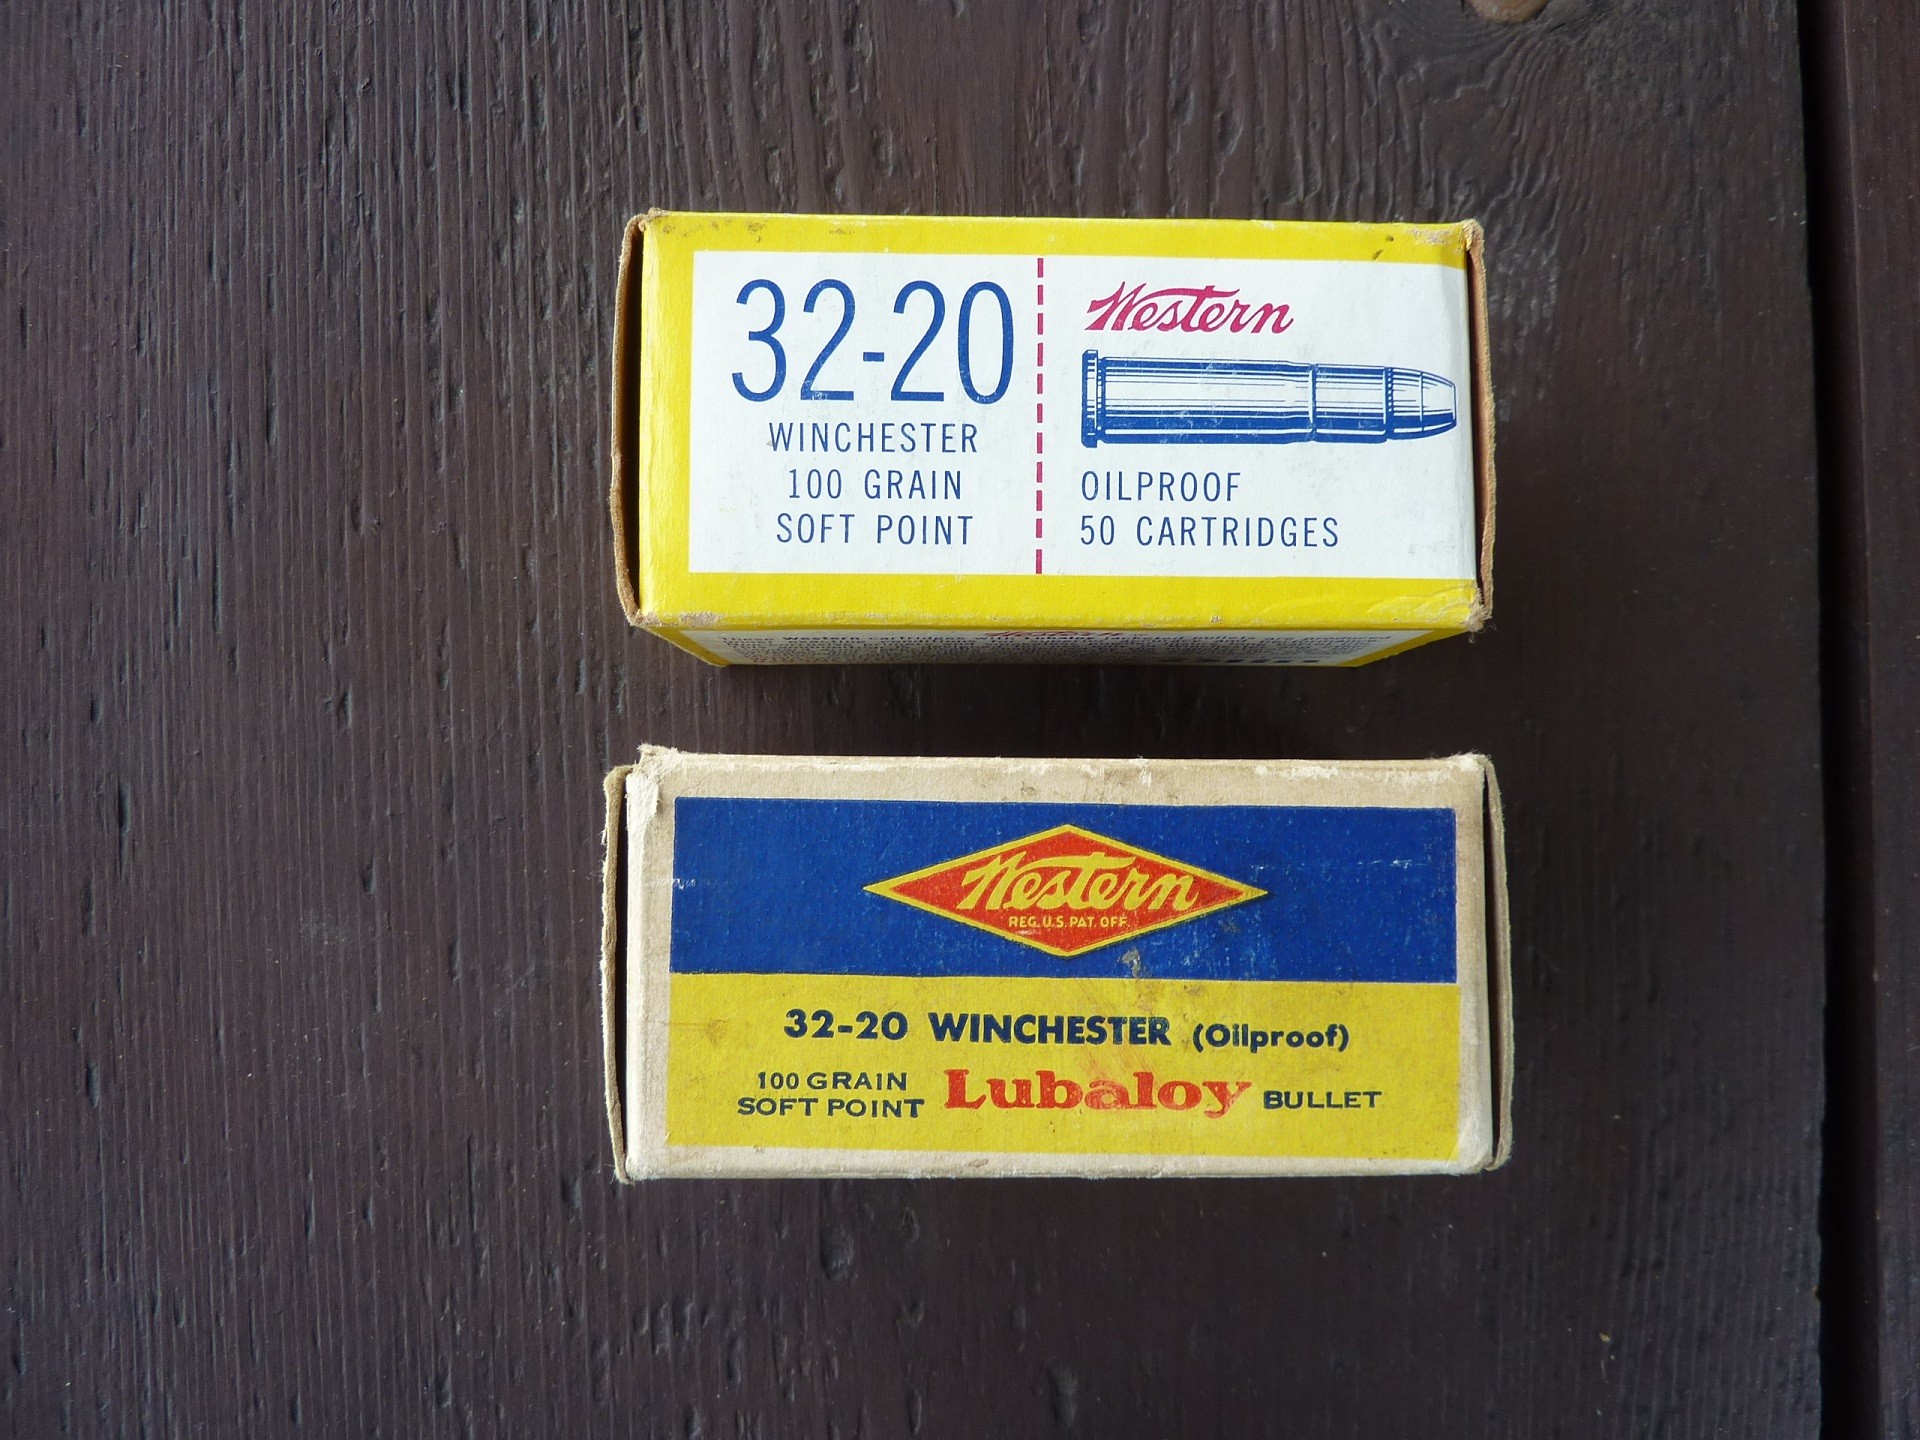 32-20
WINCHESTER
100 GRAIN
SOFT POINT
Western
OILPROOF
50 CARTRIDGES
Western
REG. U.S. PAT. OFF.
32-20 WINCHESTER (Oilproof)
100 GRAIN
SOFT POINT
Lubaloy BULLET